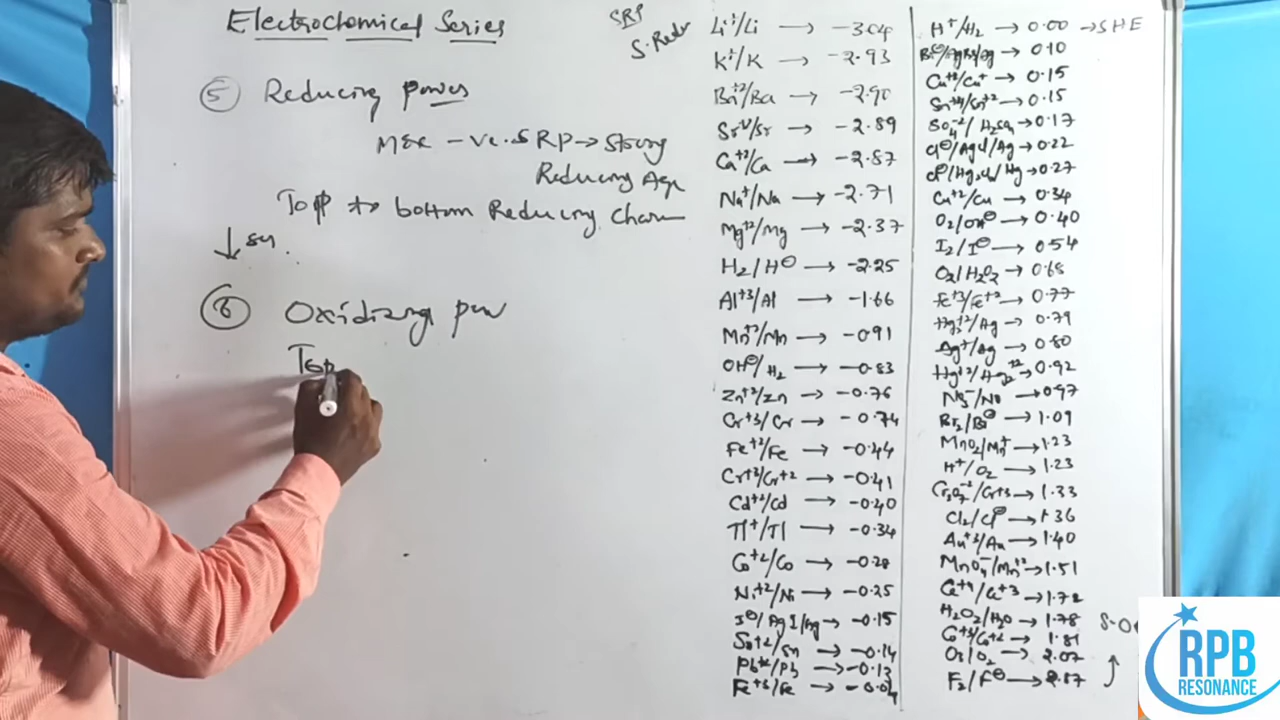 Electrochemical Series
⑤ Reducing power
More -ve SRP → Strong
Reducing Age
Top to bottom Reducing Chara
↓
⑥ Oxidizing pow
Top
SRP
S. Redu
Li⁺/Li → -3.04
K⁺/K → -2.93
Ba⁺²/Ba → -2.90
Sr⁺²/Sr → -2.89
Ca⁺²/Ca → -2.87
Na⁺/Na → -2.71
Mg⁺²/Mg → -2.37
H₂/H⊖ → -2.25
Al⁺³/Al → -1.66
Mn⁺²/Mn → -0.91
OH⊖/H₂ → -0.83
Zn⁺²/Zn → -0.76
Cr⁺³/Cr → -0.74
Fe⁺²/Fe → -0.44
Cr⁺³/Cr⁺² → -0.41
Cd⁺²/Cd → -0.40
Tl⁺/Tl → -0.34
Co⁺²/Co → -0.28
Ni⁺²/Ni → -0.25
I⊖/AgI/Ag → -0.15
Sn⁺²/Sn → -0.14
Pb⁺²/Pb → -0.13
Fe⁺³/Fe → -0.04
H⁺/H₂ → 0.00 → SHE
Br⊖/AgBr/Ag → 0.10
Cu⁺²/Cu⁺ → 0.15
Sn⁺⁴/Sn⁺² → 0.15
SO₄⁻²/H₂SO₃ → 0.17
Cl⊖/AgCl/Ag → 0.22
Cl⊖/Hg₂Cl₂/Hg → 0.27
Cu⁺²/Cu → 0.34
O₂/OH⊖ → 0.40
I₂/I⊖ → 0.54
O₂/H₂O₂ → 0.68
Fe⁺³/Fe⁺² → 0.77
Hg₂⁺²/Ag → 0.79
Ag⁺/Ag → 0.80
Hg⁺²/Hg₂⁺² → 0.92
NO₃⁻/NO → 0.97
Br₂/Br⊖ → 1.09
MnO₂/Mn⁺ → 1.23
H⁺/O₂ → 1.23
Cr₂O₇⁻²/Cr⁺³ → 1.33
Cl₂/Cl⊖ → 1.36
Au⁺³/Au → 1.40
MnO₄⁻/Mn⁺² → 1.51
Ce⁺⁴/Ce⁺³ → 1.72
H₂O₂/H₂O → 1.78
Co⁺³/Co⁺² → 1.81
O₃/O₂ → 2.07
F₂/F⊖ → 2.87
S.O
RPB
RESONANCE